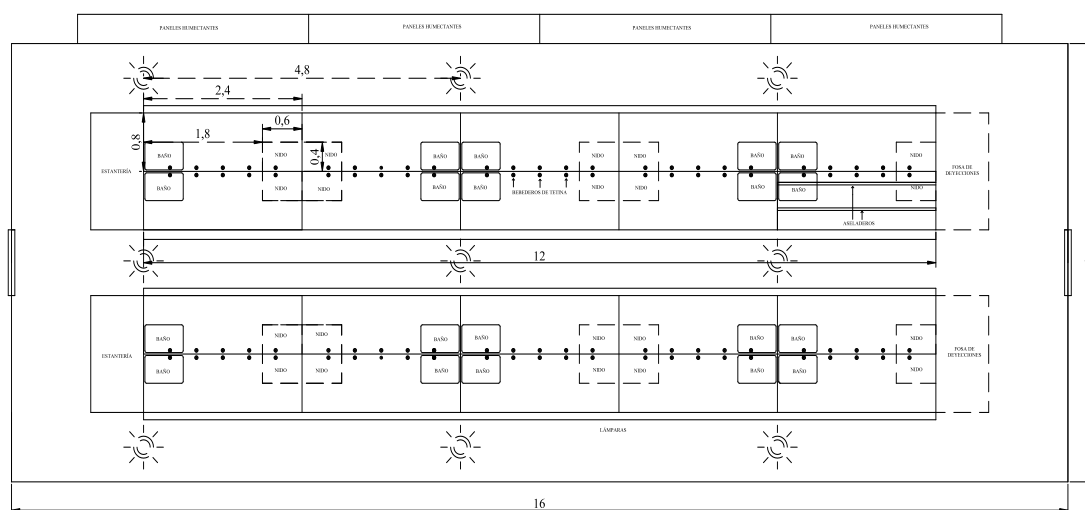 PANELES HUMECTANTES
PANELES HUMECTANTES
PANELES HUMECTANTES
PANELES HUMECTANTES
4,8
2,4
0,6
0,8
1,8
0,4
BAÑO
NIDO
NIDO
BAÑO
BAÑO
NIDO
NIDO
BAÑO
BAÑO
NIDO
ESTANTERÍA
FOSA DE
DEYECCIONES
BAÑO
NIDO
NIDO
BAÑO
BAÑO
BEBEDEROS DE TETINA
NIDO
NIDO
BAÑO
BAÑO
NIDO
ASELADEROS
12
BAÑO
NIDO
NIDO
BAÑO
BAÑO
NIDO
NIDO
BAÑO
BAÑO
NIDO
ESTANTERÍA
FOSA DE
DEYECCIONES
BAÑO
NIDO
NIDO
BAÑO
BAÑO
NIDO
NIDO
BAÑO
BAÑO
NIDO
LÁMPARAS
16